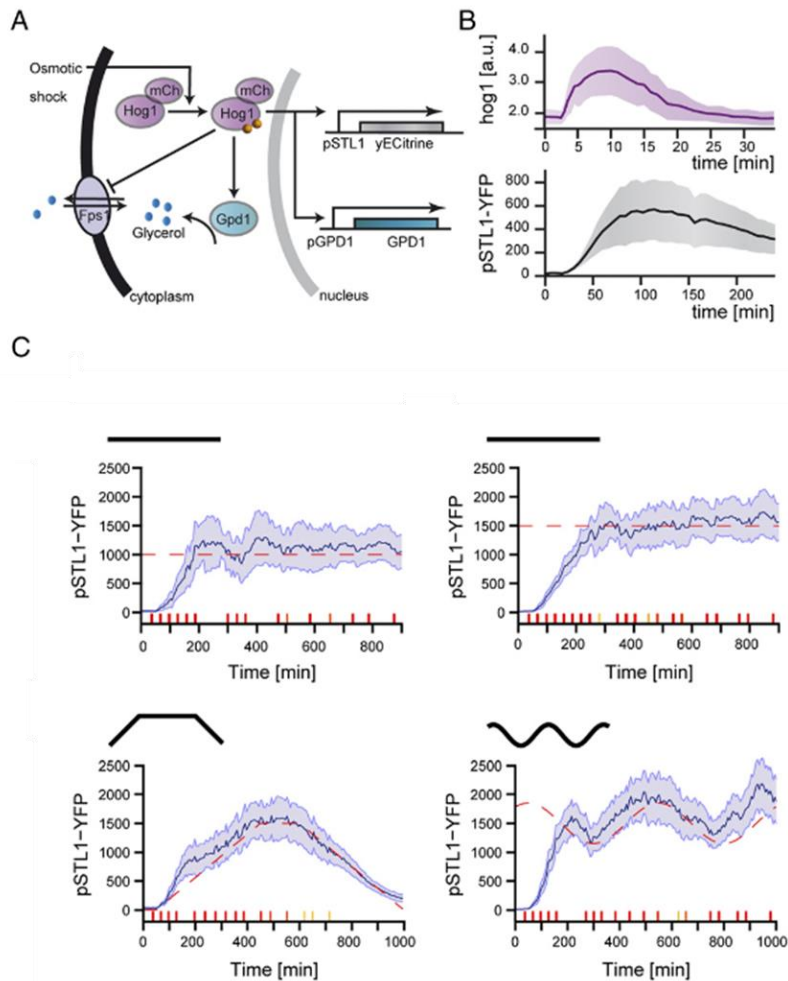 A
Osmotic
shock
mCh
Hog1
mCh
Hog1
Fps1
Glycerol
Gpd1
pSTL1 yECitrine
pGPD1 GPD1
cytoplasm
nucleus
B
hog1 [a.u.]
4.0
3.0
2.0
0 5 10 15 20 25 30
time [min]
pSTL1-YFP
800
600
400
200
0
0 50 100 150 200
time [min]
C
pSTL1-YFP
2500
2000
1500
1000
500
0
0 200 400 600 800
Time [min]
pSTL1-YFP
2500
2000
1500
1000
500
0
0 200 400 600 800
Time [min]
pSTL1-YFP
2500
2000
1500
1000
500
0
0 200 400 600 800 1000
Time [min]
pSTL1-YFP
2500
2000
1500
1000
500
0
0 200 400 600 800 1000
Time [min]